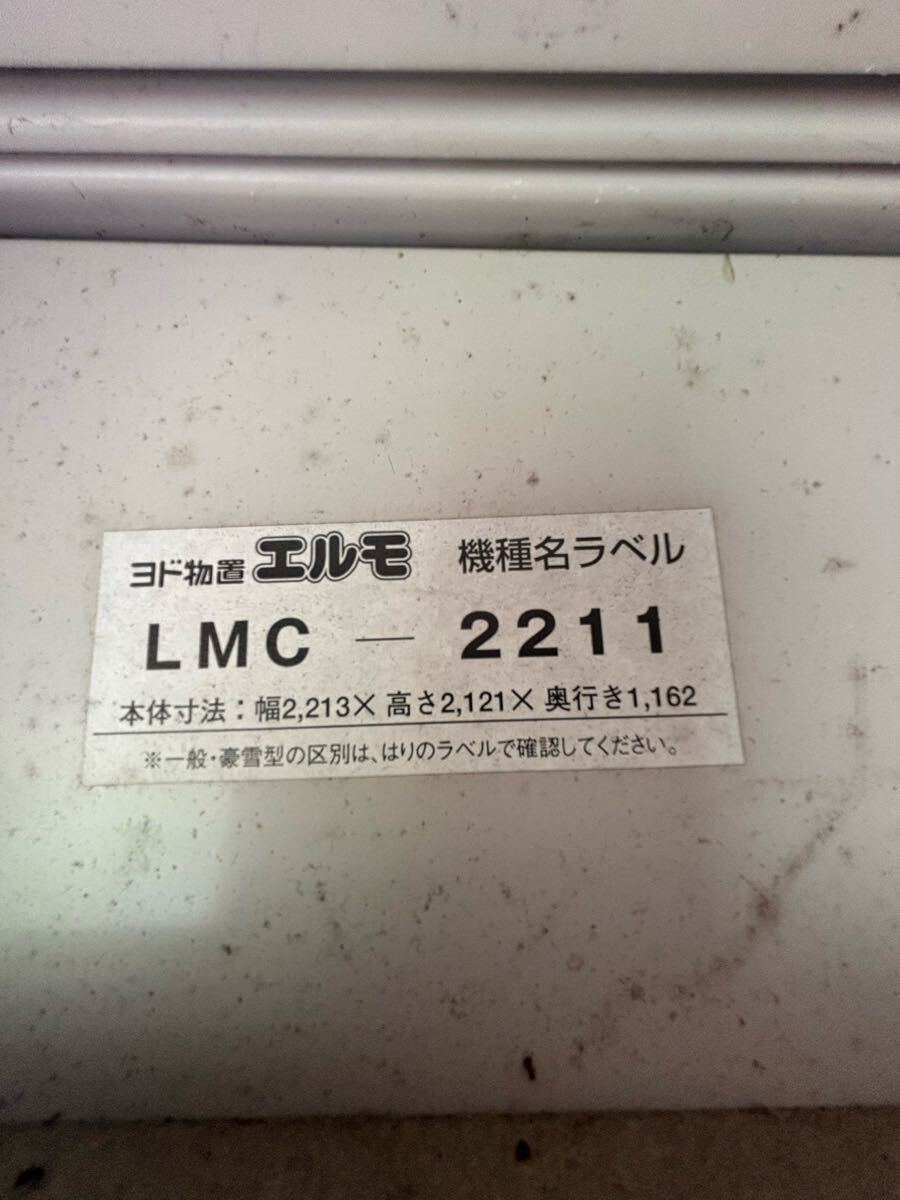 ヨド物置 エルモ 機種名ラベル
LMC — 2211
本体寸法：幅2,213× 高さ2,121× 奥行き1,162
※一般・豪雪型の区別は、はりのラベルで確認してください。